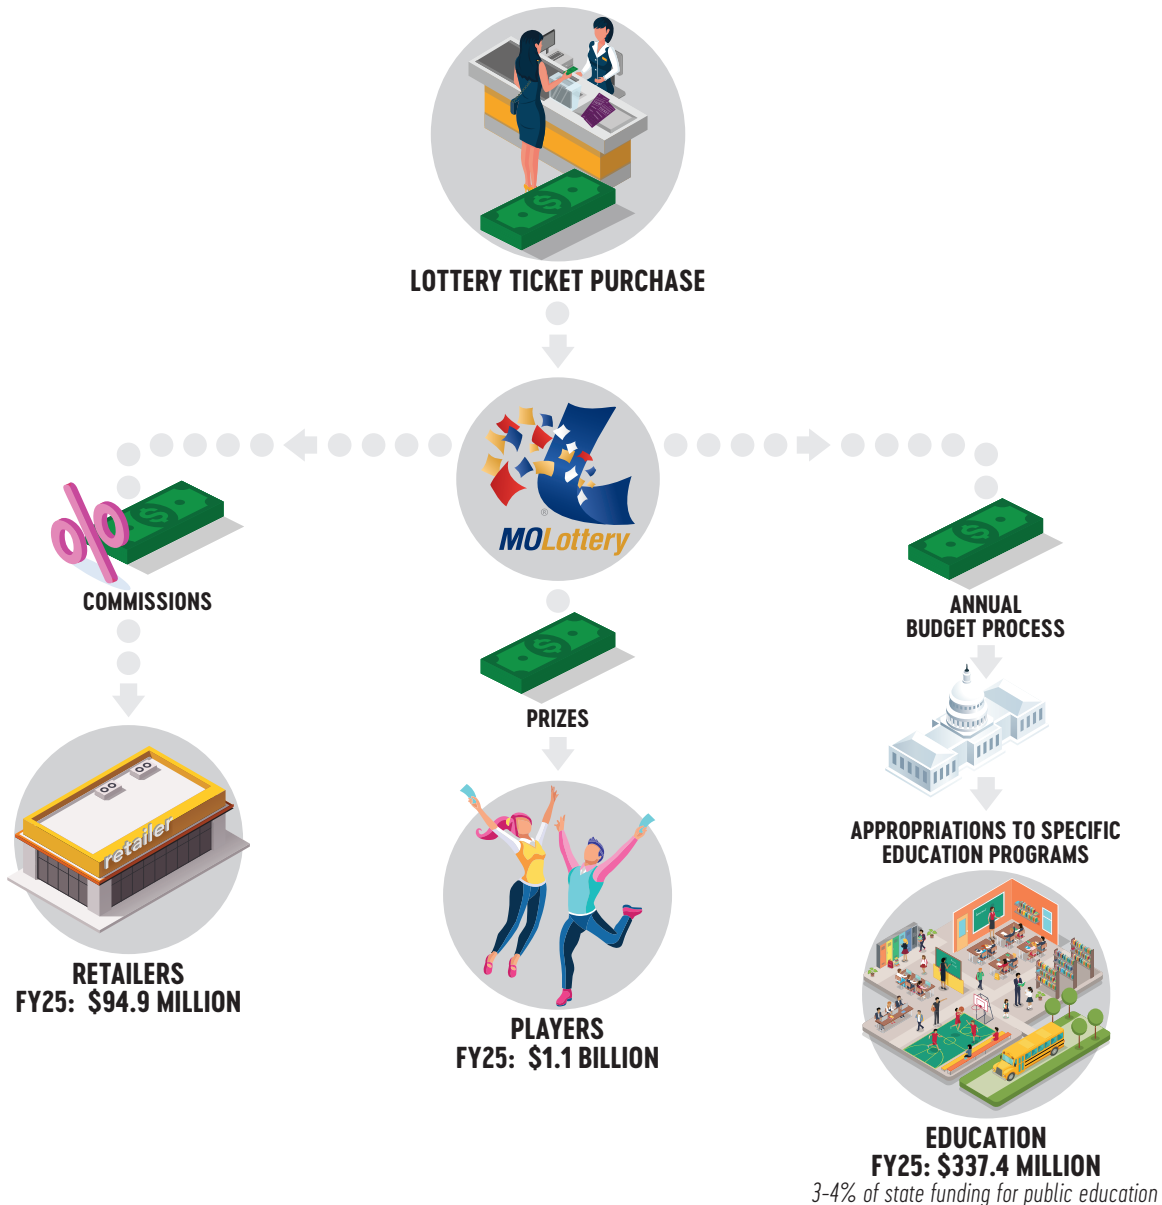 LOTTERY TICKET PURCHASE
®
MOLottery
COMMISSIONS
ANNUAL
BUDGET PROCESS
PRIZES
retailer
APPROPRIATIONS TO SPECIFIC
EDUCATION PROGRAMS
RETAILERS
FY25: $94.9 MILLION
PLAYERS
FY25: $1.1 BILLION
EDUCATION
FY25: $337.4 MILLION
3-4% of state funding for public education